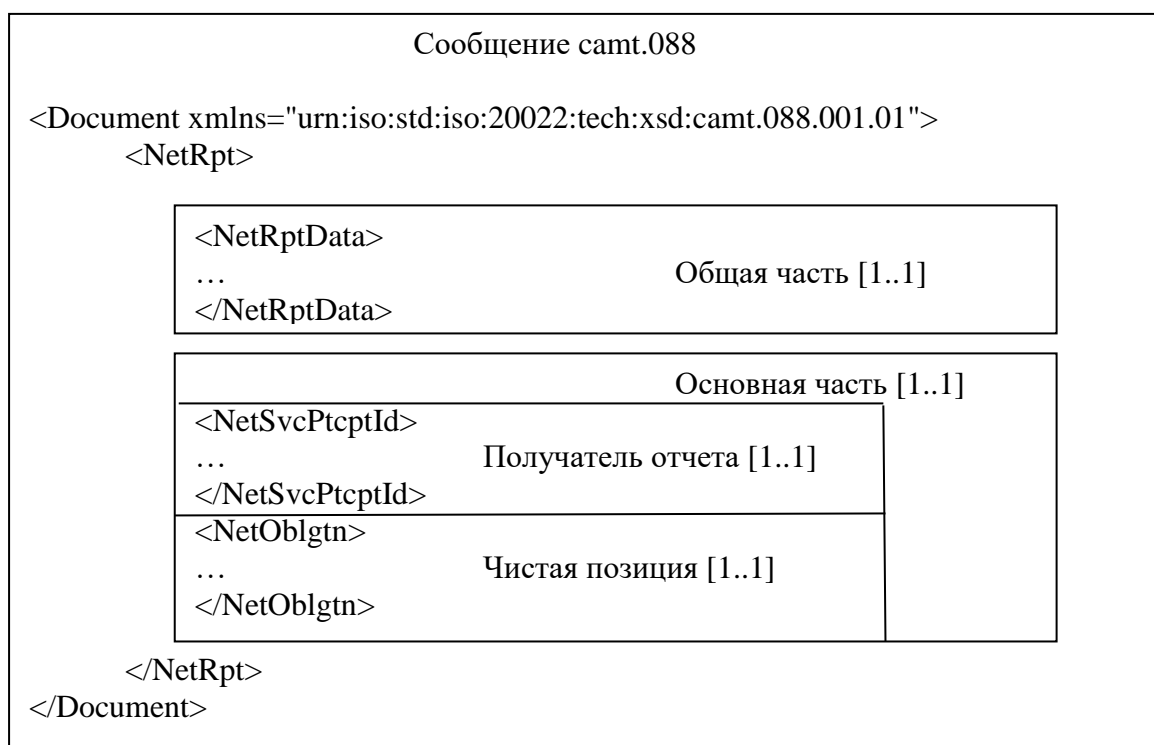 Сообщение camt.088
<Document xmlns="urn:iso:std:iso:20022:tech:xsd:camt.088.001.01">
<NetRpt>
<NetRptData>
… Общая часть [1..1]
</NetRptData>
Основная часть [1..1]
<NetSvcPtcptId>
… Получатель отчета [1..1]
</NetSvcPtcptId>
<NetOblgtn>
… Чистая позиция [1..1]
</NetOblgtn>
</NetRpt>
</Document>